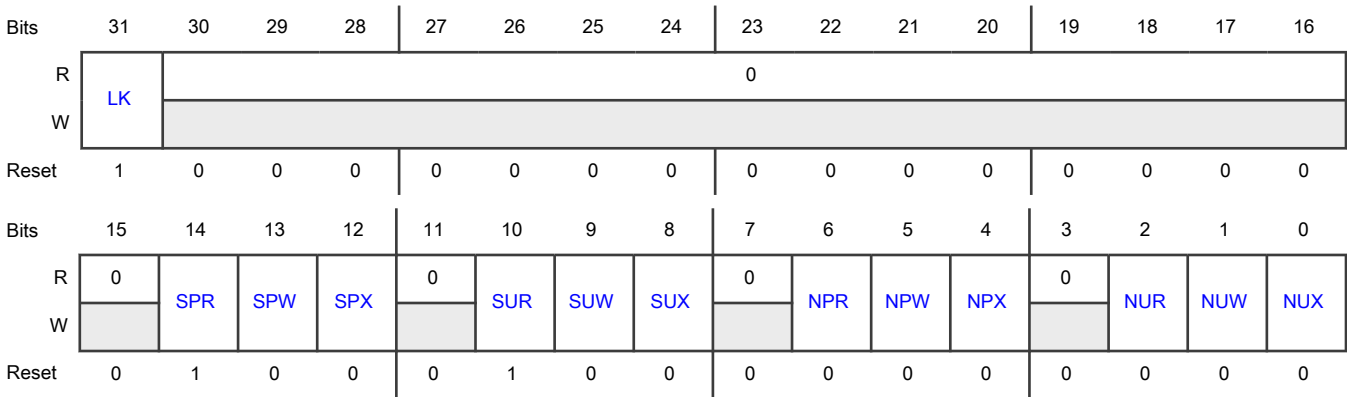 Bits 31 30 29 28 27 26 25 24 23 22 21 20 19 18 17 16
R LK 0
W
Reset 1 0 0 0 0 0 0 0 0 0 0 0 0 0 0 0
Bits 15 14 13 12 11 10 9 8 7 6 5 4 3 2 1 0
R 0 SPR SPW SPX 0 SUR SUW SUX 0 NPR NPW NPX 0 NUR NUW NUX
W
Reset 0 1 0 0 0 1 0 0 0 0 0 0 0 0 0 0